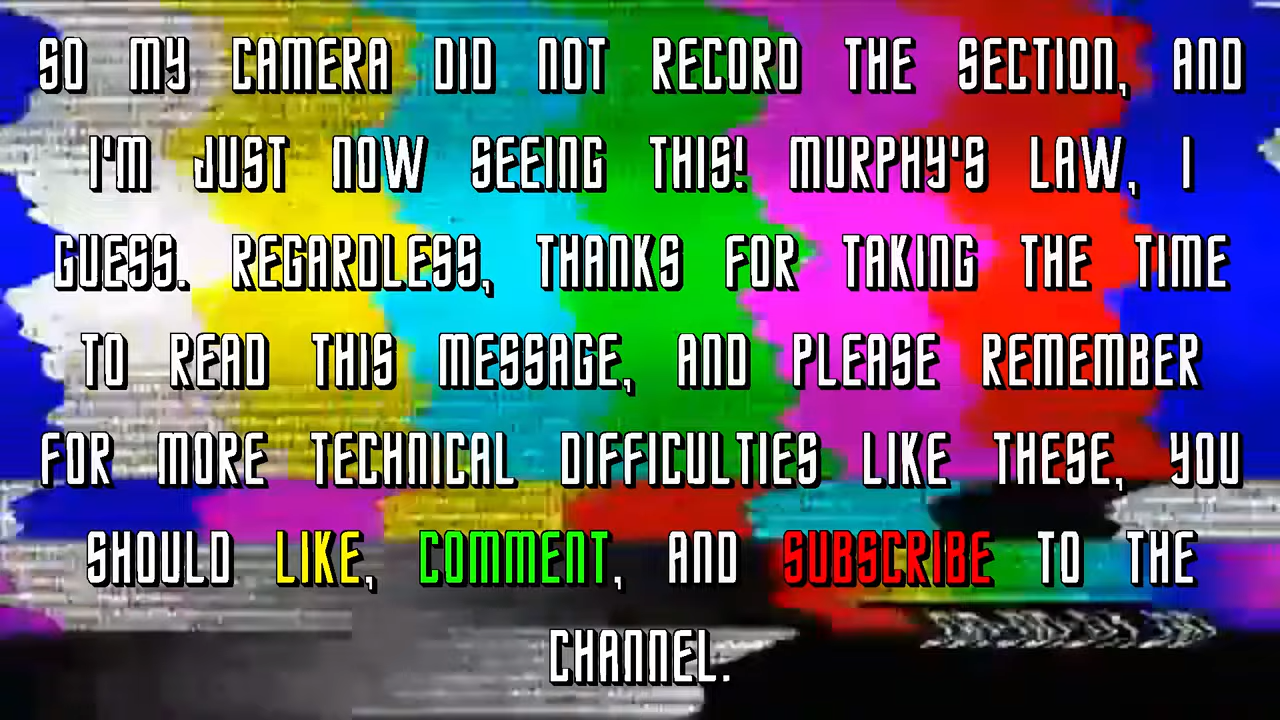 SO MY CAMERA DID NOT RECORD THE SECTION, AND
I'M JUST NOW SEEING THIS! MURPHY'S LAW, I
GUESS. REGARDLESS, THANKS FOR TAKING THE TIME
TO READ THIS MESSAGE, AND PLEASE REMEMBER
FOR MORE TECHNICAL DIFFICULTIES LIKE THESE, YOU
SHOULD LIKE, COMMENT, AND SUBSCRIBE TO THE
CHANNEL.